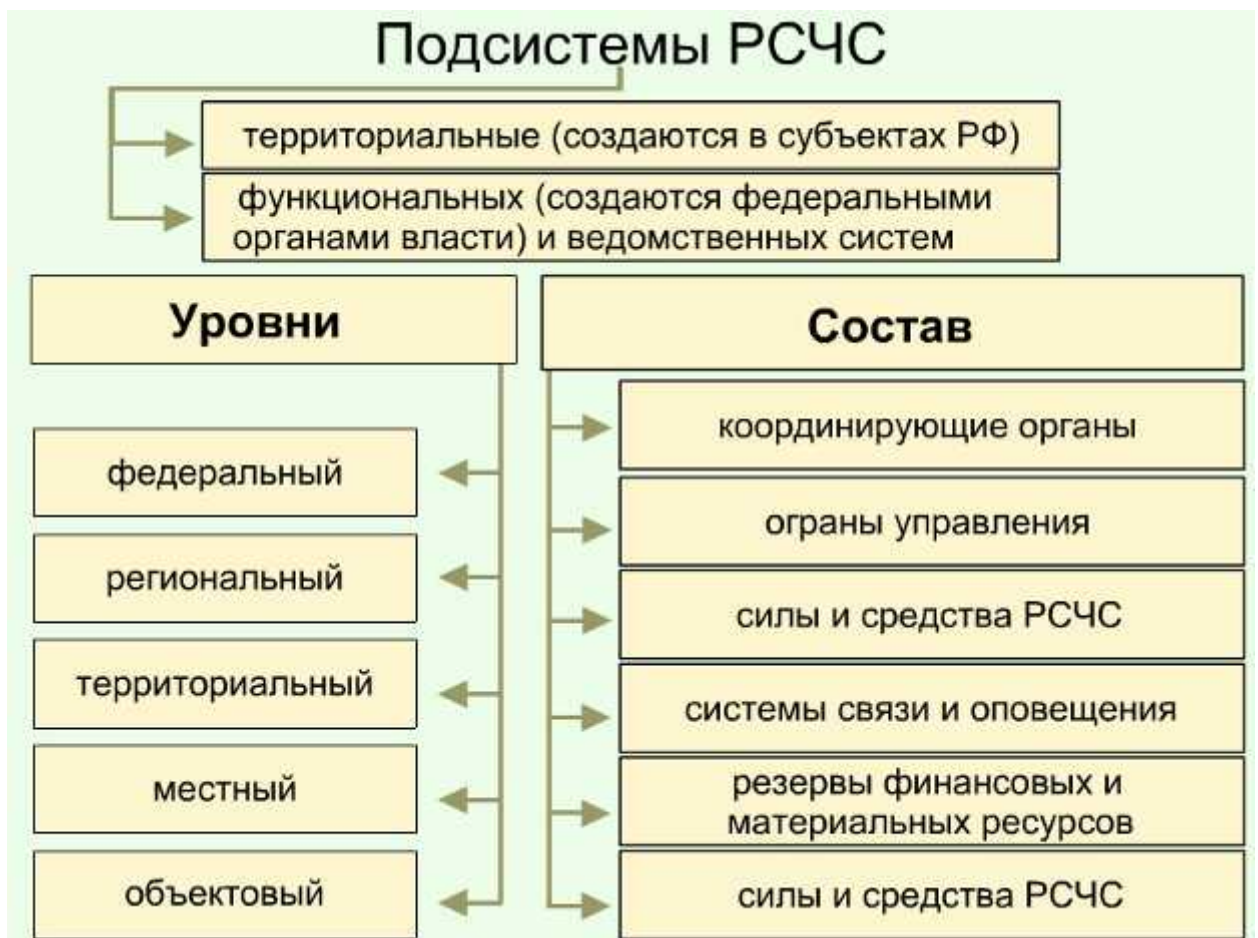 Подсистемы РСЧС
территориальные (создаются в субъектах РФ)
функциональных (создаются федеральными
органами власти) и ведомственных систем
Уровни
федеральный
региональный
территориальный
местный
объектовый
Состав
координирующие органы
ограны управления
силы и средства РСЧС
системы связи и оповещения
резервы финансовых и
материальных ресурсов
силы и средства РСЧС